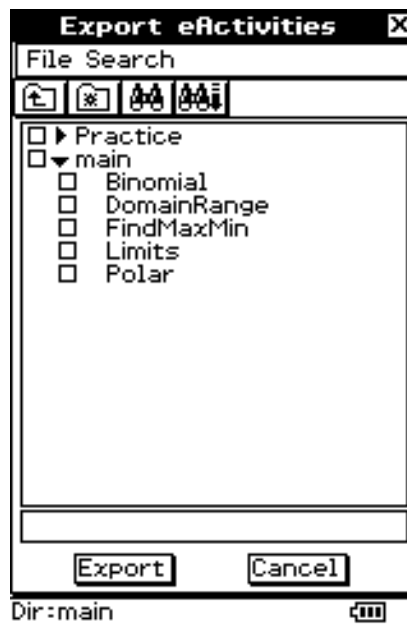 Export eActivities
File Search
Practice
main
Binomial
DomainRange
FindMaxMin
Limits
Polar
Export Cancel
Dir:main